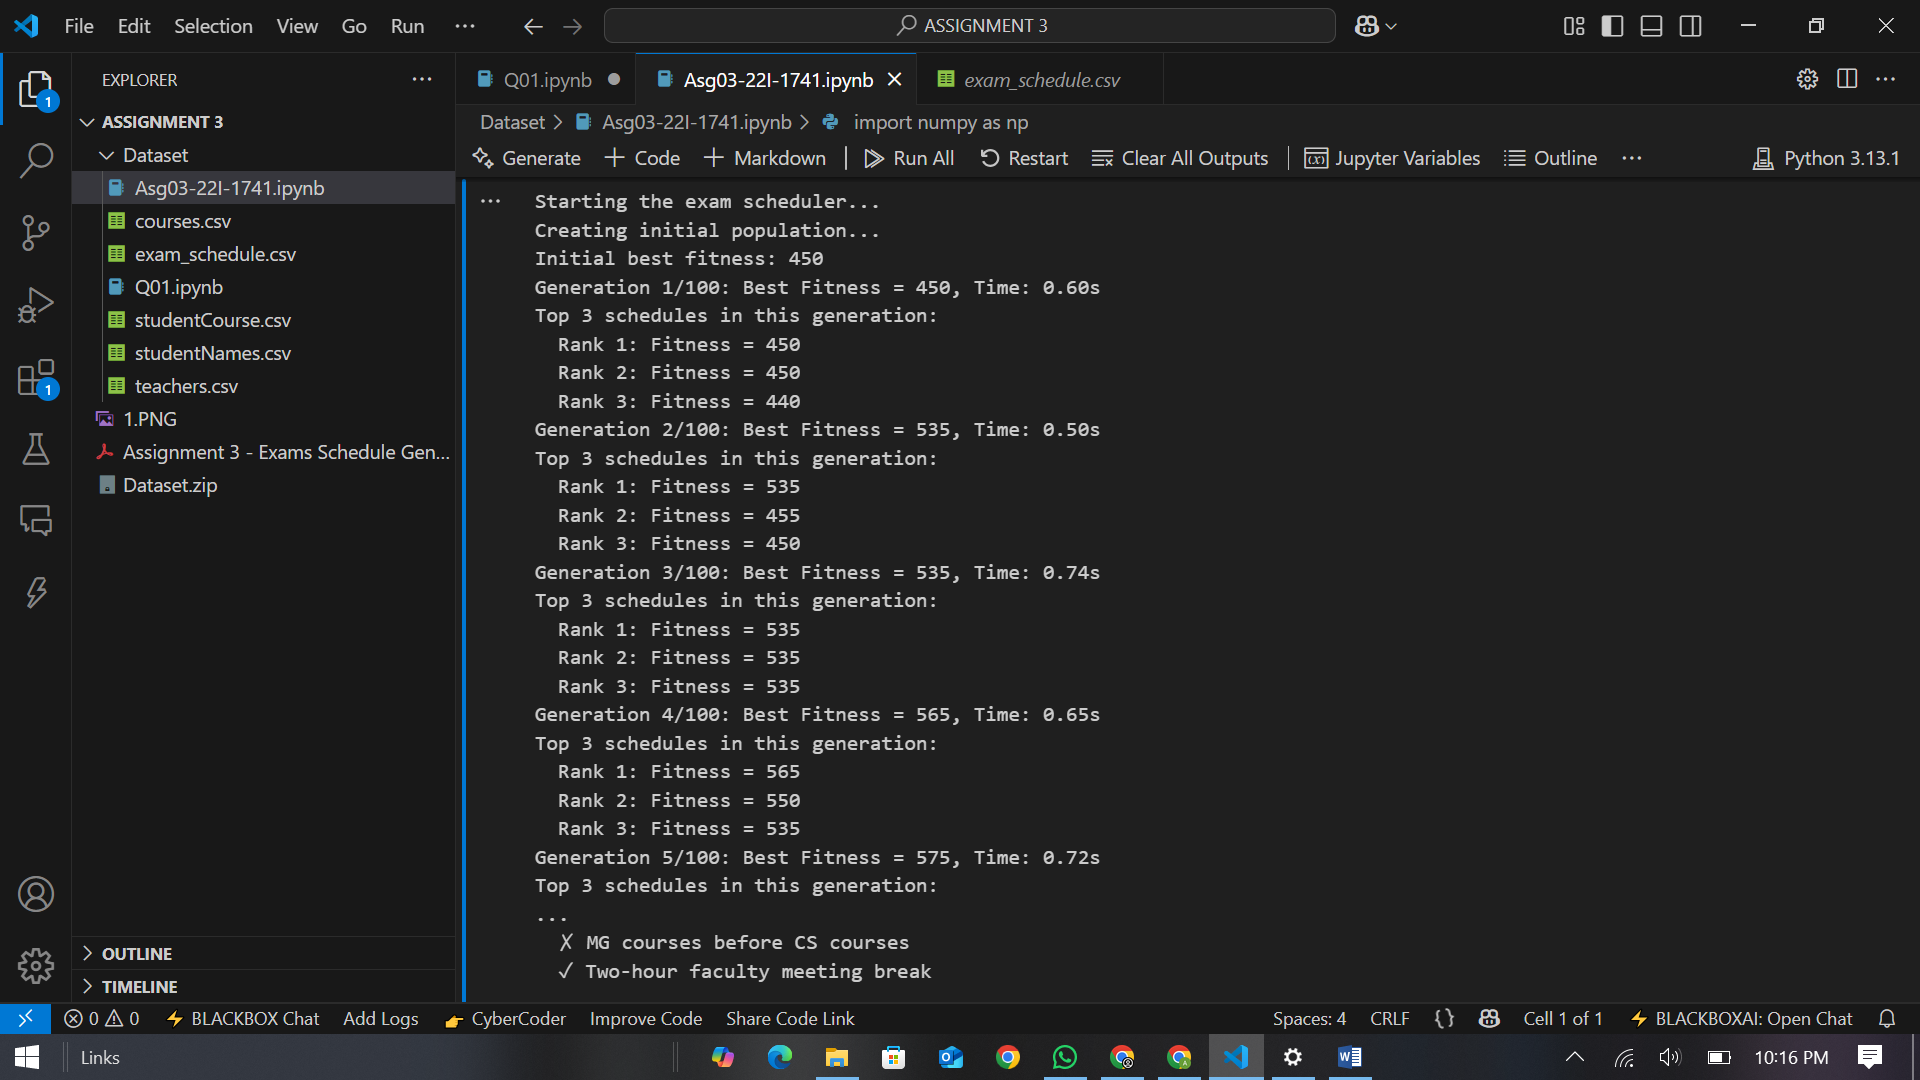 File Edit Selection View Go Run ··· ASSIGNMENT 3
EXPLORER ···
ASSIGNMENT 3
Dataset
Asg03-22I-1741.ipynb
courses.csv
exam_schedule.csv
Q01.ipynb
studentCourse.csv
studentNames.csv
teachers.csv
1.PNG
Assignment 3 - Exams Schedule Gen...
Dataset.zip
OUTLINE
TIMELINE
1
1
Q01.ipynb Asg03-22I-1741.ipynb exam_schedule.csv ···
Dataset > Asg03-22I-1741.ipynb > import numpy as np
Generate + Code + Markdown | Run All Restart Clear All Outputs | Jupyter Variables Outline ··· Python 3.13.1
··· Starting the exam scheduler...
Creating initial population...
Initial best fitness: 450
Generation 1/100: Best Fitness = 450, Time: 0.60s
Top 3 schedules in this generation:
Rank 1: Fitness = 450
Rank 2: Fitness = 450
Rank 3: Fitness = 440
Generation 2/100: Best Fitness = 535, Time: 0.50s
Top 3 schedules in this generation:
Rank 1: Fitness = 535
Rank 2: Fitness = 455
Rank 3: Fitness = 450
Generation 3/100: Best Fitness = 535, Time: 0.74s
Top 3 schedules in this generation:
Rank 1: Fitness = 535
Rank 2: Fitness = 535
Rank 3: Fitness = 535
Generation 4/100: Best Fitness = 565, Time: 0.65s
Top 3 schedules in this generation:
Rank 1: Fitness = 565
Rank 2: Fitness = 550
Rank 3: Fitness = 535
Generation 5/100: Best Fitness = 575, Time: 0.72s
Top 3 schedules in this generation:
...
✗ MG courses before CS courses
✓ Two-hour faculty meeting break
0 0 BLACKBOX Chat Add Logs CyberCoder Improve Code Share Code Link Spaces: 4 CRLF {} Cell 1 of 1 BLACKBOXAI: Open Chat
Links 10:16 PM